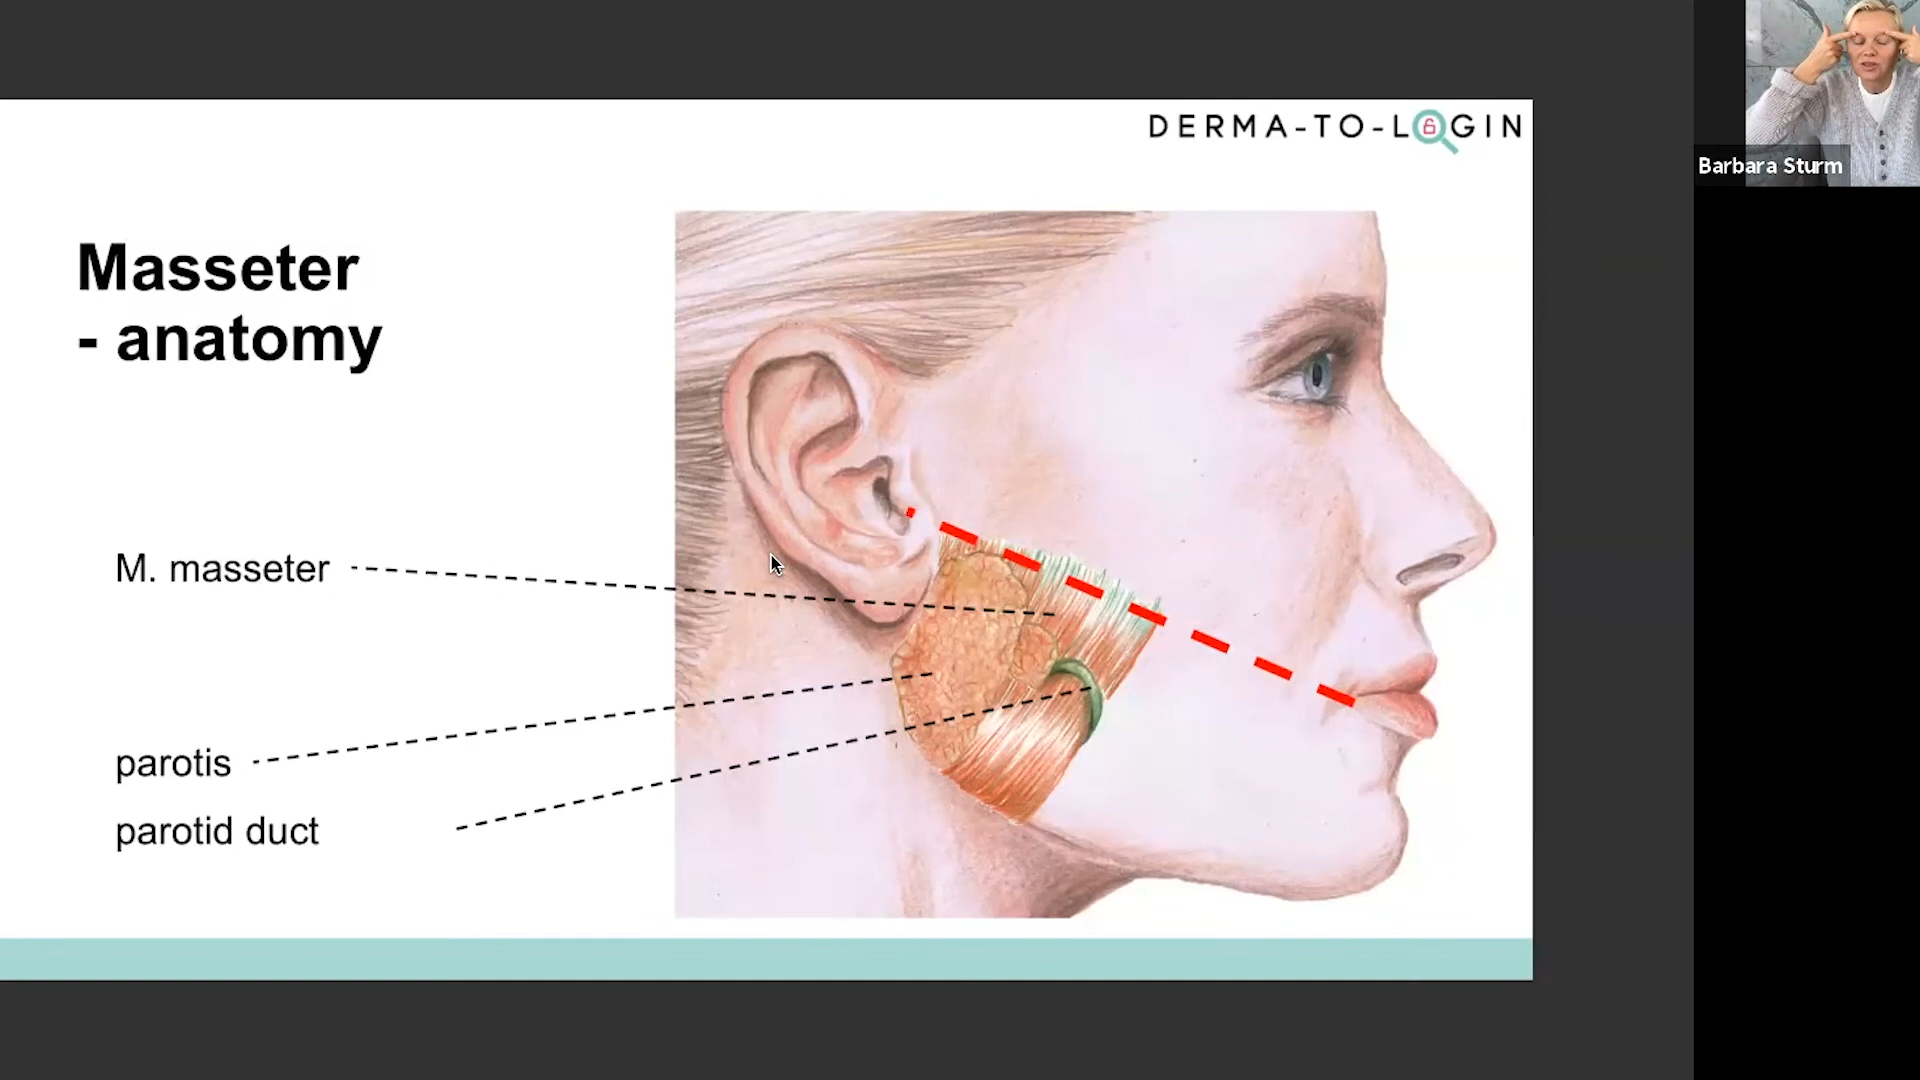 DERMA-TO-LOGIN
Barbara Sturm
Masseter
- anatomy
M. masseter
parotis
parotid duct